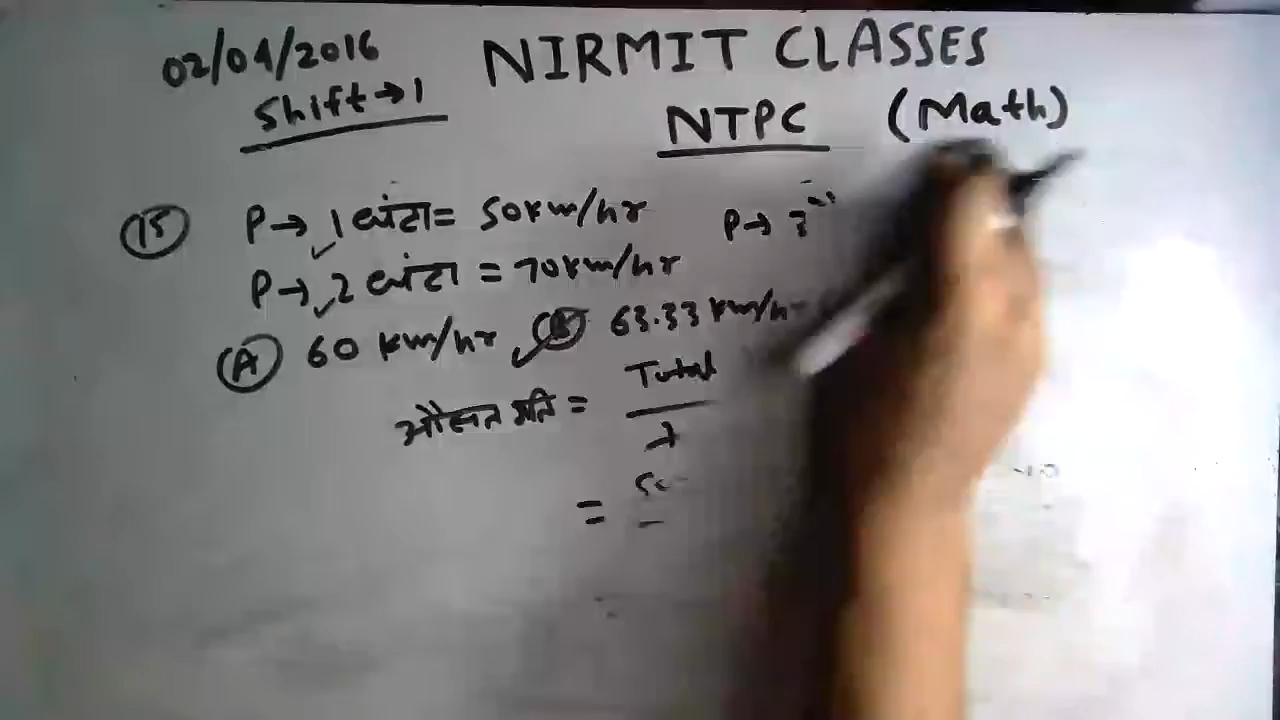 02/04/2016 NIRMIT CLASSES
Shift→1 NTPC (Math)
(15) P→ 1 घंटा = 50 km/hr P→
P→ 2 घंटा = 70 km/hr
(A) 60 km/hr (B) 63.33 km/hr
औसत गति = Total
=